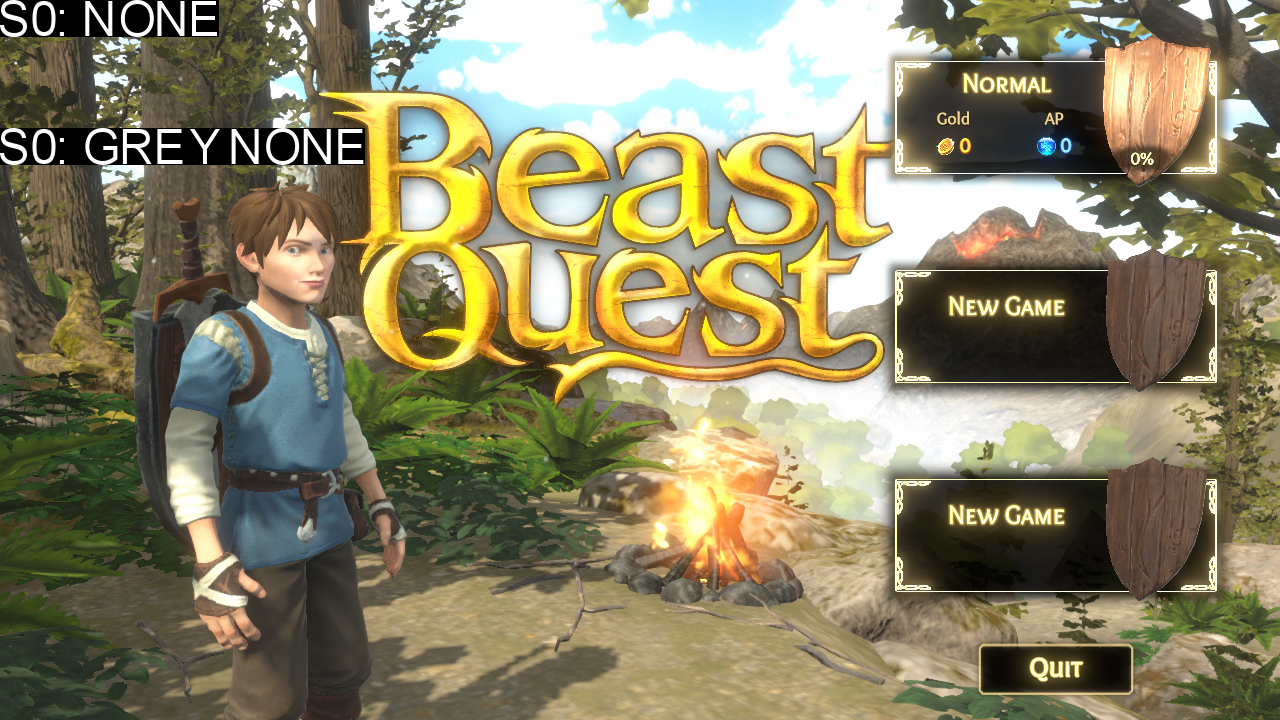 S0: NONE
S0: GREY NONE
Beast
Quest
Normal
Gold AP
0 0
0%
New Game
New Game
Quit